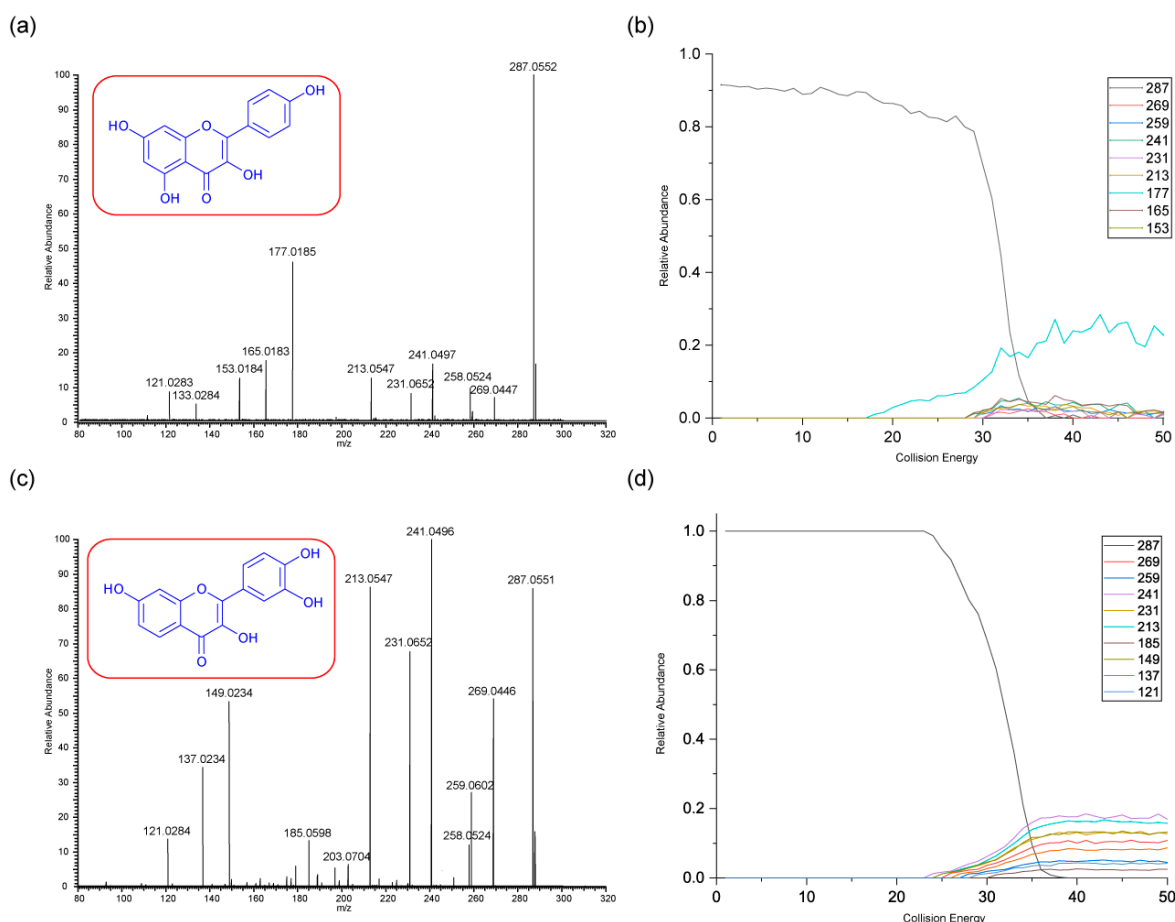 (a)
287.0552
177.0185
165.0183
153.0184
121.0283
133.0284
213.0547
231.0652
241.0497
258.0524
269.0447
OH
HO
O
OH
OH
O
100
90
80
70
60
50
40
30
20
10
0
Relative Abundance
80 100 120 140 160 180 200 220 240 260 280 300 320
m/z
(b)
1.0
0.8
0.6
0.4
0.2
0.0
Relative Abundance
0 10 20 30 40 50
Collision Energy
287
269
259
241
231
213
177
165
153
(c)
241.0496
213.0547
287.0551
231.0652
269.0446
149.0234
137.0234
259.0602
121.0284
185.0598
203.0704
258.0524
OH
HO
O
OH
OH
O
100
90
80
70
60
50
40
30
20
10
0
Relative Abundance
80 100 120 140 160 180 200 220 240 260 280 300 320
m/z
(d)
1.0
0.8
0.6
0.4
0.2
0.0
Relative Abundance
0 10 20 30 40 50
Collision Energy
287
269
259
241
231
213
185
149
137
121